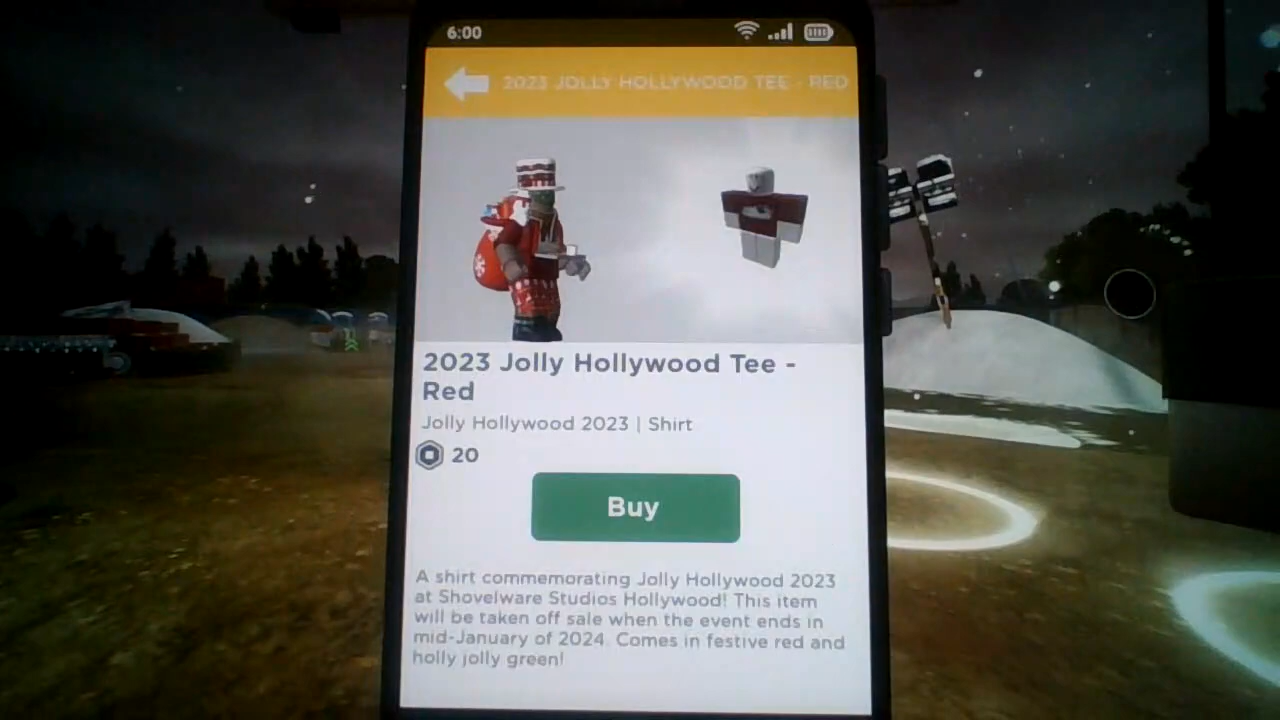 6:00
2023 JOLLY HOLLYWOOD TEE - RED
2023 Jolly Hollywood Tee -
Red
Jolly Hollywood 2023 | Shirt
20
Buy
A shirt commemorating Jolly Hollywood 2023
at Shovelware Studios Hollywood! This item
will be taken off sale when the event ends in
mid-January of 2024. Comes in festive red and
holly jolly green!